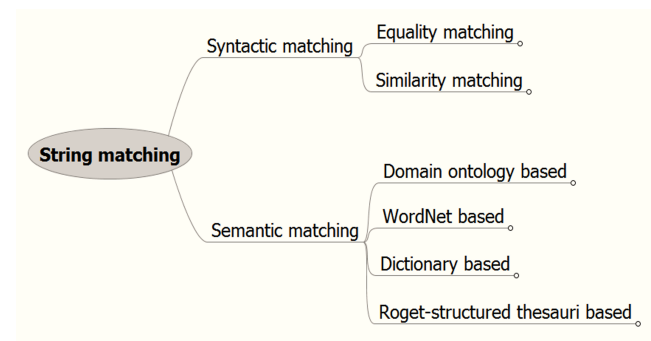 String matching
Syntactic matching
Equality matching
Similarity matching
Semantic matching
Domain ontology based
WordNet based
Dictionary based
Roget-structured thesauri based